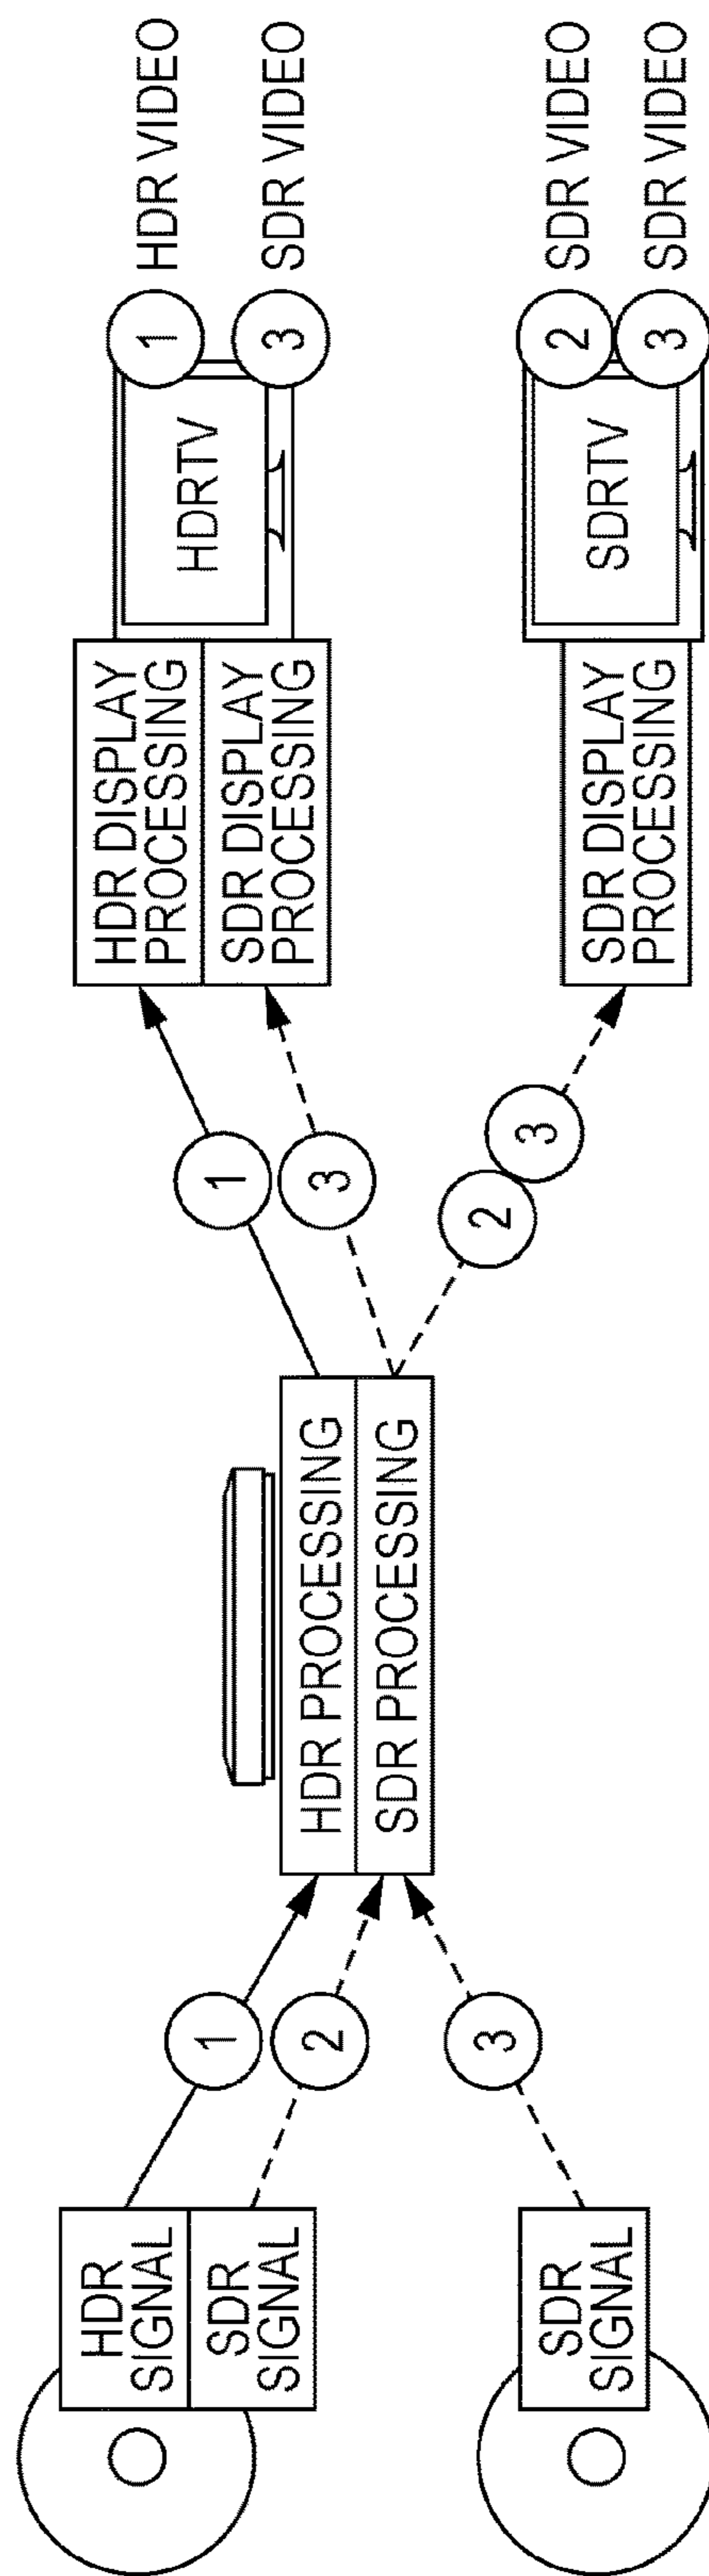 HDR
SIGNAL
SDR
SIGNAL
SDR
SIGNAL
1
2
3
HDR PROCESSING
SDR PROCESSING
1
3
2
3
HDR DISPLAY
PROCESSING
SDR DISPLAY
PROCESSING
SDR DISPLAY
PROCESSING
HDRTV
SDRTV
1
HDR VIDEO
3
SDR VIDEO
2
SDR VIDEO
3
SDR VIDEO